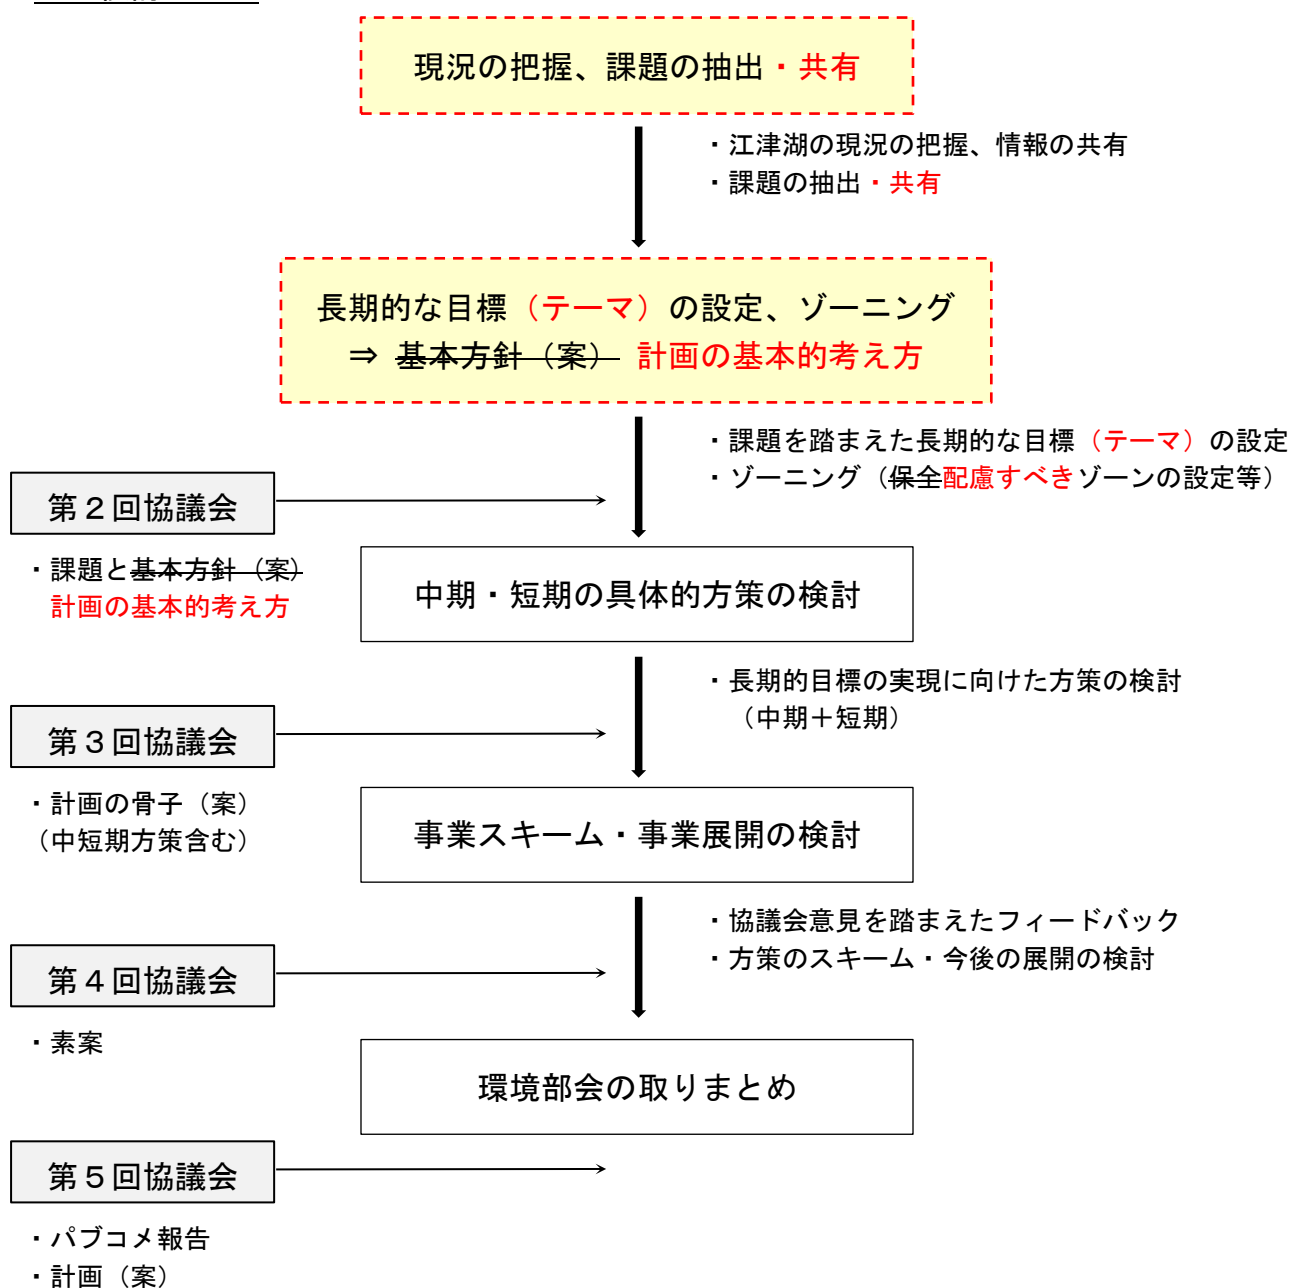 現況の把握、課題の抽出・共有
・江津湖の現況の把握、情報の共有
・課題の抽出・共有
長期的な目標（テーマ）の設定、ゾーニング
⇒ 基本方針（案） 計画の基本的考え方
・課題を踏まえた長期的な目標（テーマ）の設定
・ゾーニング（保全配慮すべきゾーンの設定等）
第２回協議会
・課題と基本方針（案）
計画の基本的考え方
中期・短期の具体的方策の検討
・長期的目標の実現に向けた方策の検討
（中期＋短期）
第３回協議会
・計画の骨子（案）
（中短期方策含む）
事業スキーム・事業展開の検討
・協議会意見を踏まえたフィードバック
・方策のスキーム・今後の展開の検討
第４回協議会
・素案
環境部会の取りまとめ
第５回協議会
・パブコメ報告
・計画（案）